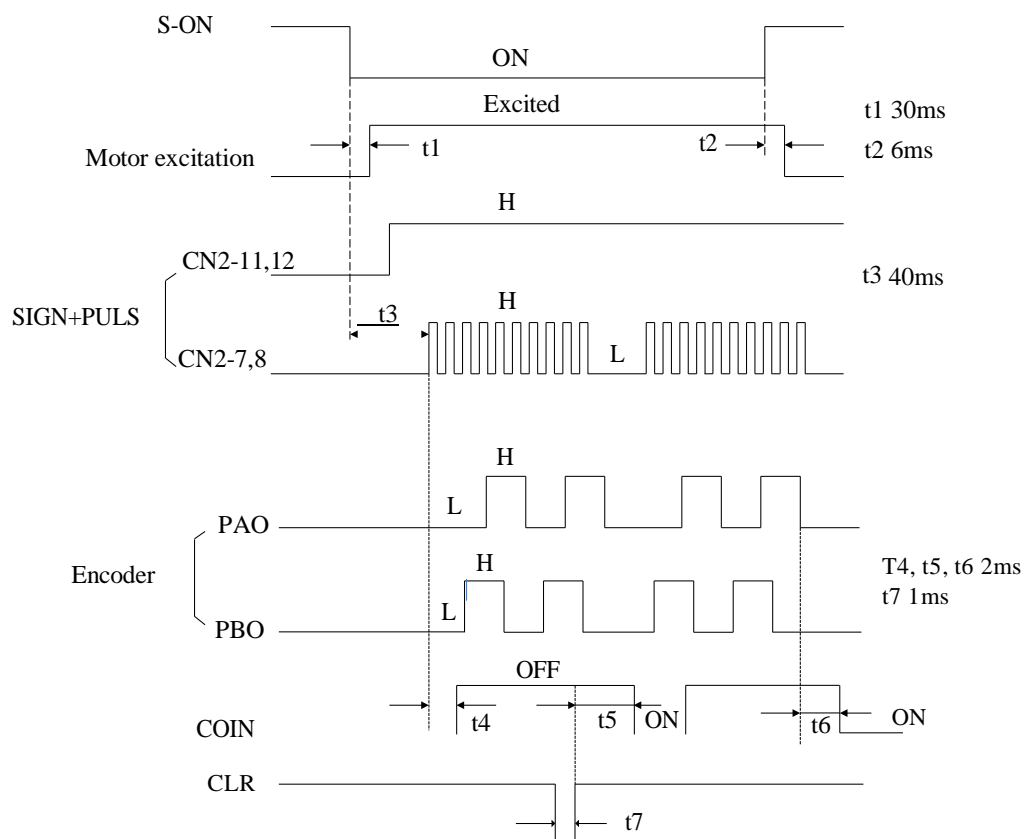 S-ON
ON
Excited
t1 30ms
t1
t2
t2 6ms
Motor excitation
H
CN2-11,12
t3 40ms
SIGN+PULS
t3
H
CN2-7,8
L
H
L
PAO
H
Encoder
T4, t5, t6 2ms
t7 1ms
L
PBO
OFF
COIN
t4
t5
ON
t6
ON
CLR
t7